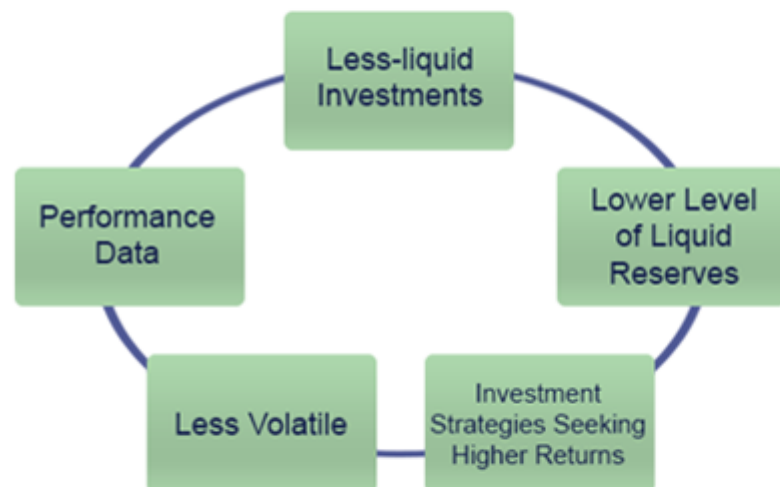 Less-liquid
Investments
Lower Level
of Liquid
Reserves
Investment
Strategies Seeking
Higher Returns
Less Volatile
Performance
Data